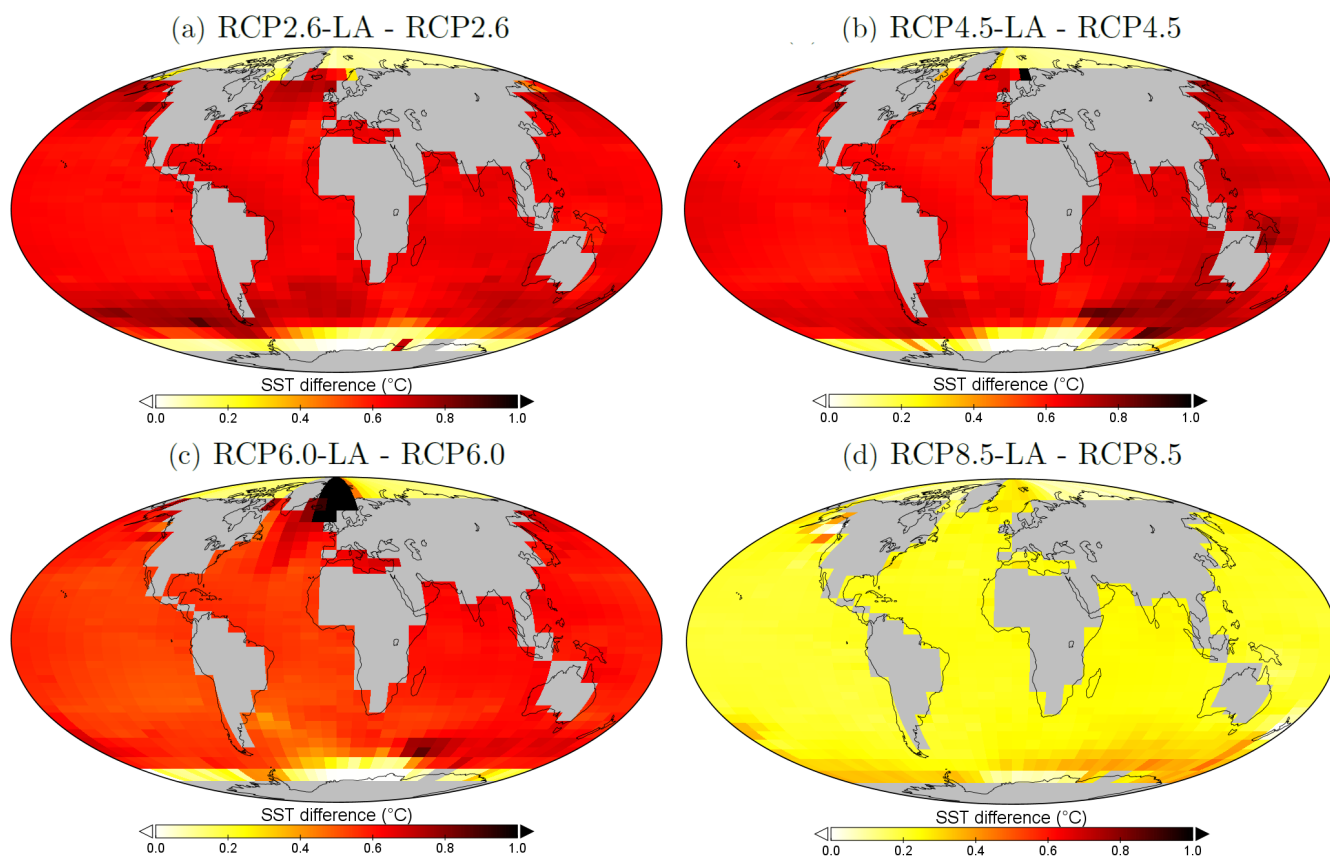 (a) RCP2.6-LA - RCP2.6
(b) RCP4.5-LA - RCP4.5
SST difference (°C)
0.0 0.2 0.4 0.6 0.8 1.0
SST difference (°C)
0.0 0.2 0.4 0.6 0.8 1.0
(c) RCP6.0-LA - RCP6.0
(d) RCP8.5-LA - RCP8.5
SST difference (°C)
0.0 0.2 0.4 0.6 0.8 1.0
SST difference (°C)
0.0 0.2 0.4 0.6 0.8 1.0